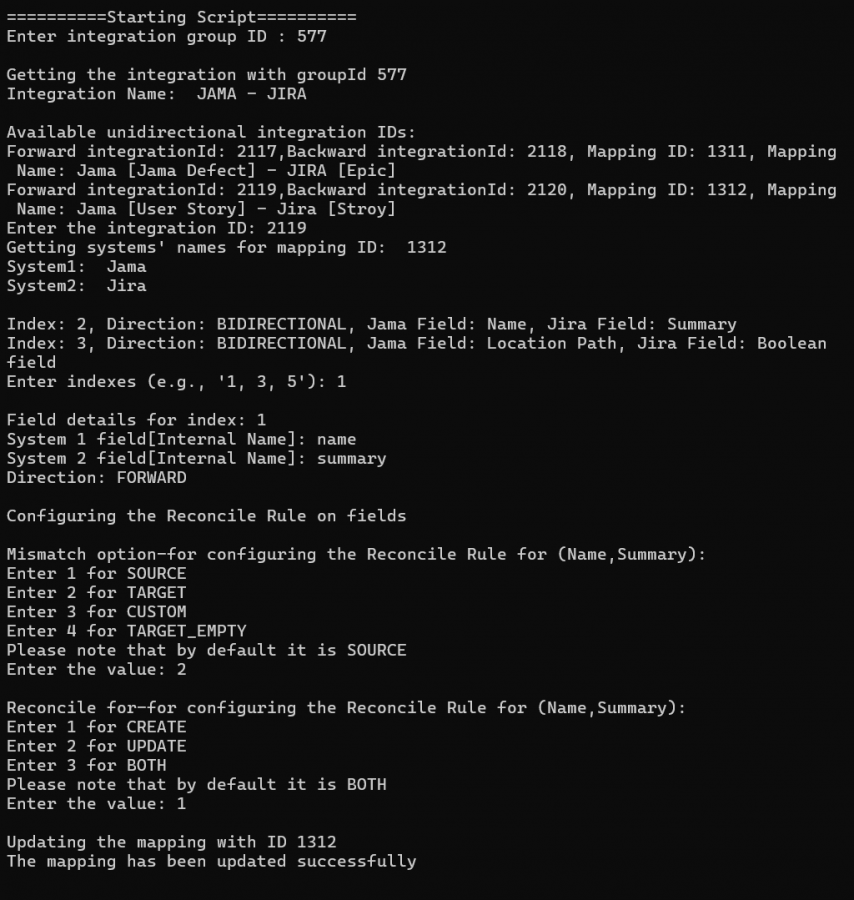 ==========Starting Script==========
Enter integration group ID : 577
Getting the integration with groupId 577
Integration Name:  JAMA - JIRA
Available unidirectional integration IDs:
Forward integrationId: 2117,Backward integrationId: 2118, Mapping ID: 1311, Mapping
 Name: Jama [Jama Defect] - JIRA [Epic]
Forward integrationId: 2119,Backward integrationId: 2120, Mapping ID: 1312, Mapping
 Name: Jama [User Story] - Jira [Stroy]
Enter the integration ID: 2119
Getting systems' names for mapping ID:  1312
System1:  Jama
System2:  Jira
Index: 2, Direction: BIDIRECTIONAL, Jama Field: Name, Jira Field: Summary
Index: 3, Direction: BIDIRECTIONAL, Jama Field: Location Path, Jira Field: Boolean
field
Enter indexes (e.g., '1, 3, 5'): 1
Field details for index: 1
System 1 field[Internal Name]: name
System 2 field[Internal Name]: summary
Direction: FORWARD
Configuring the Reconcile Rule on fields
Mismatch option-for configuring the Reconcile Rule for (Name,Summary):
Enter 1 for SOURCE
Enter 2 for TARGET
Enter 3 for CUSTOM
Enter 4 for TARGET_EMPTY
Please note that by default it is SOURCE
Enter the value: 2
Reconcile for-for configuring the Reconcile Rule for (Name,Summary):
Enter 1 for CREATE
Enter 2 for UPDATE
Enter 3 for BOTH
Please note that by default it is BOTH
Enter the value: 1
Updating the mapping with ID 1312
The mapping has been updated successfully